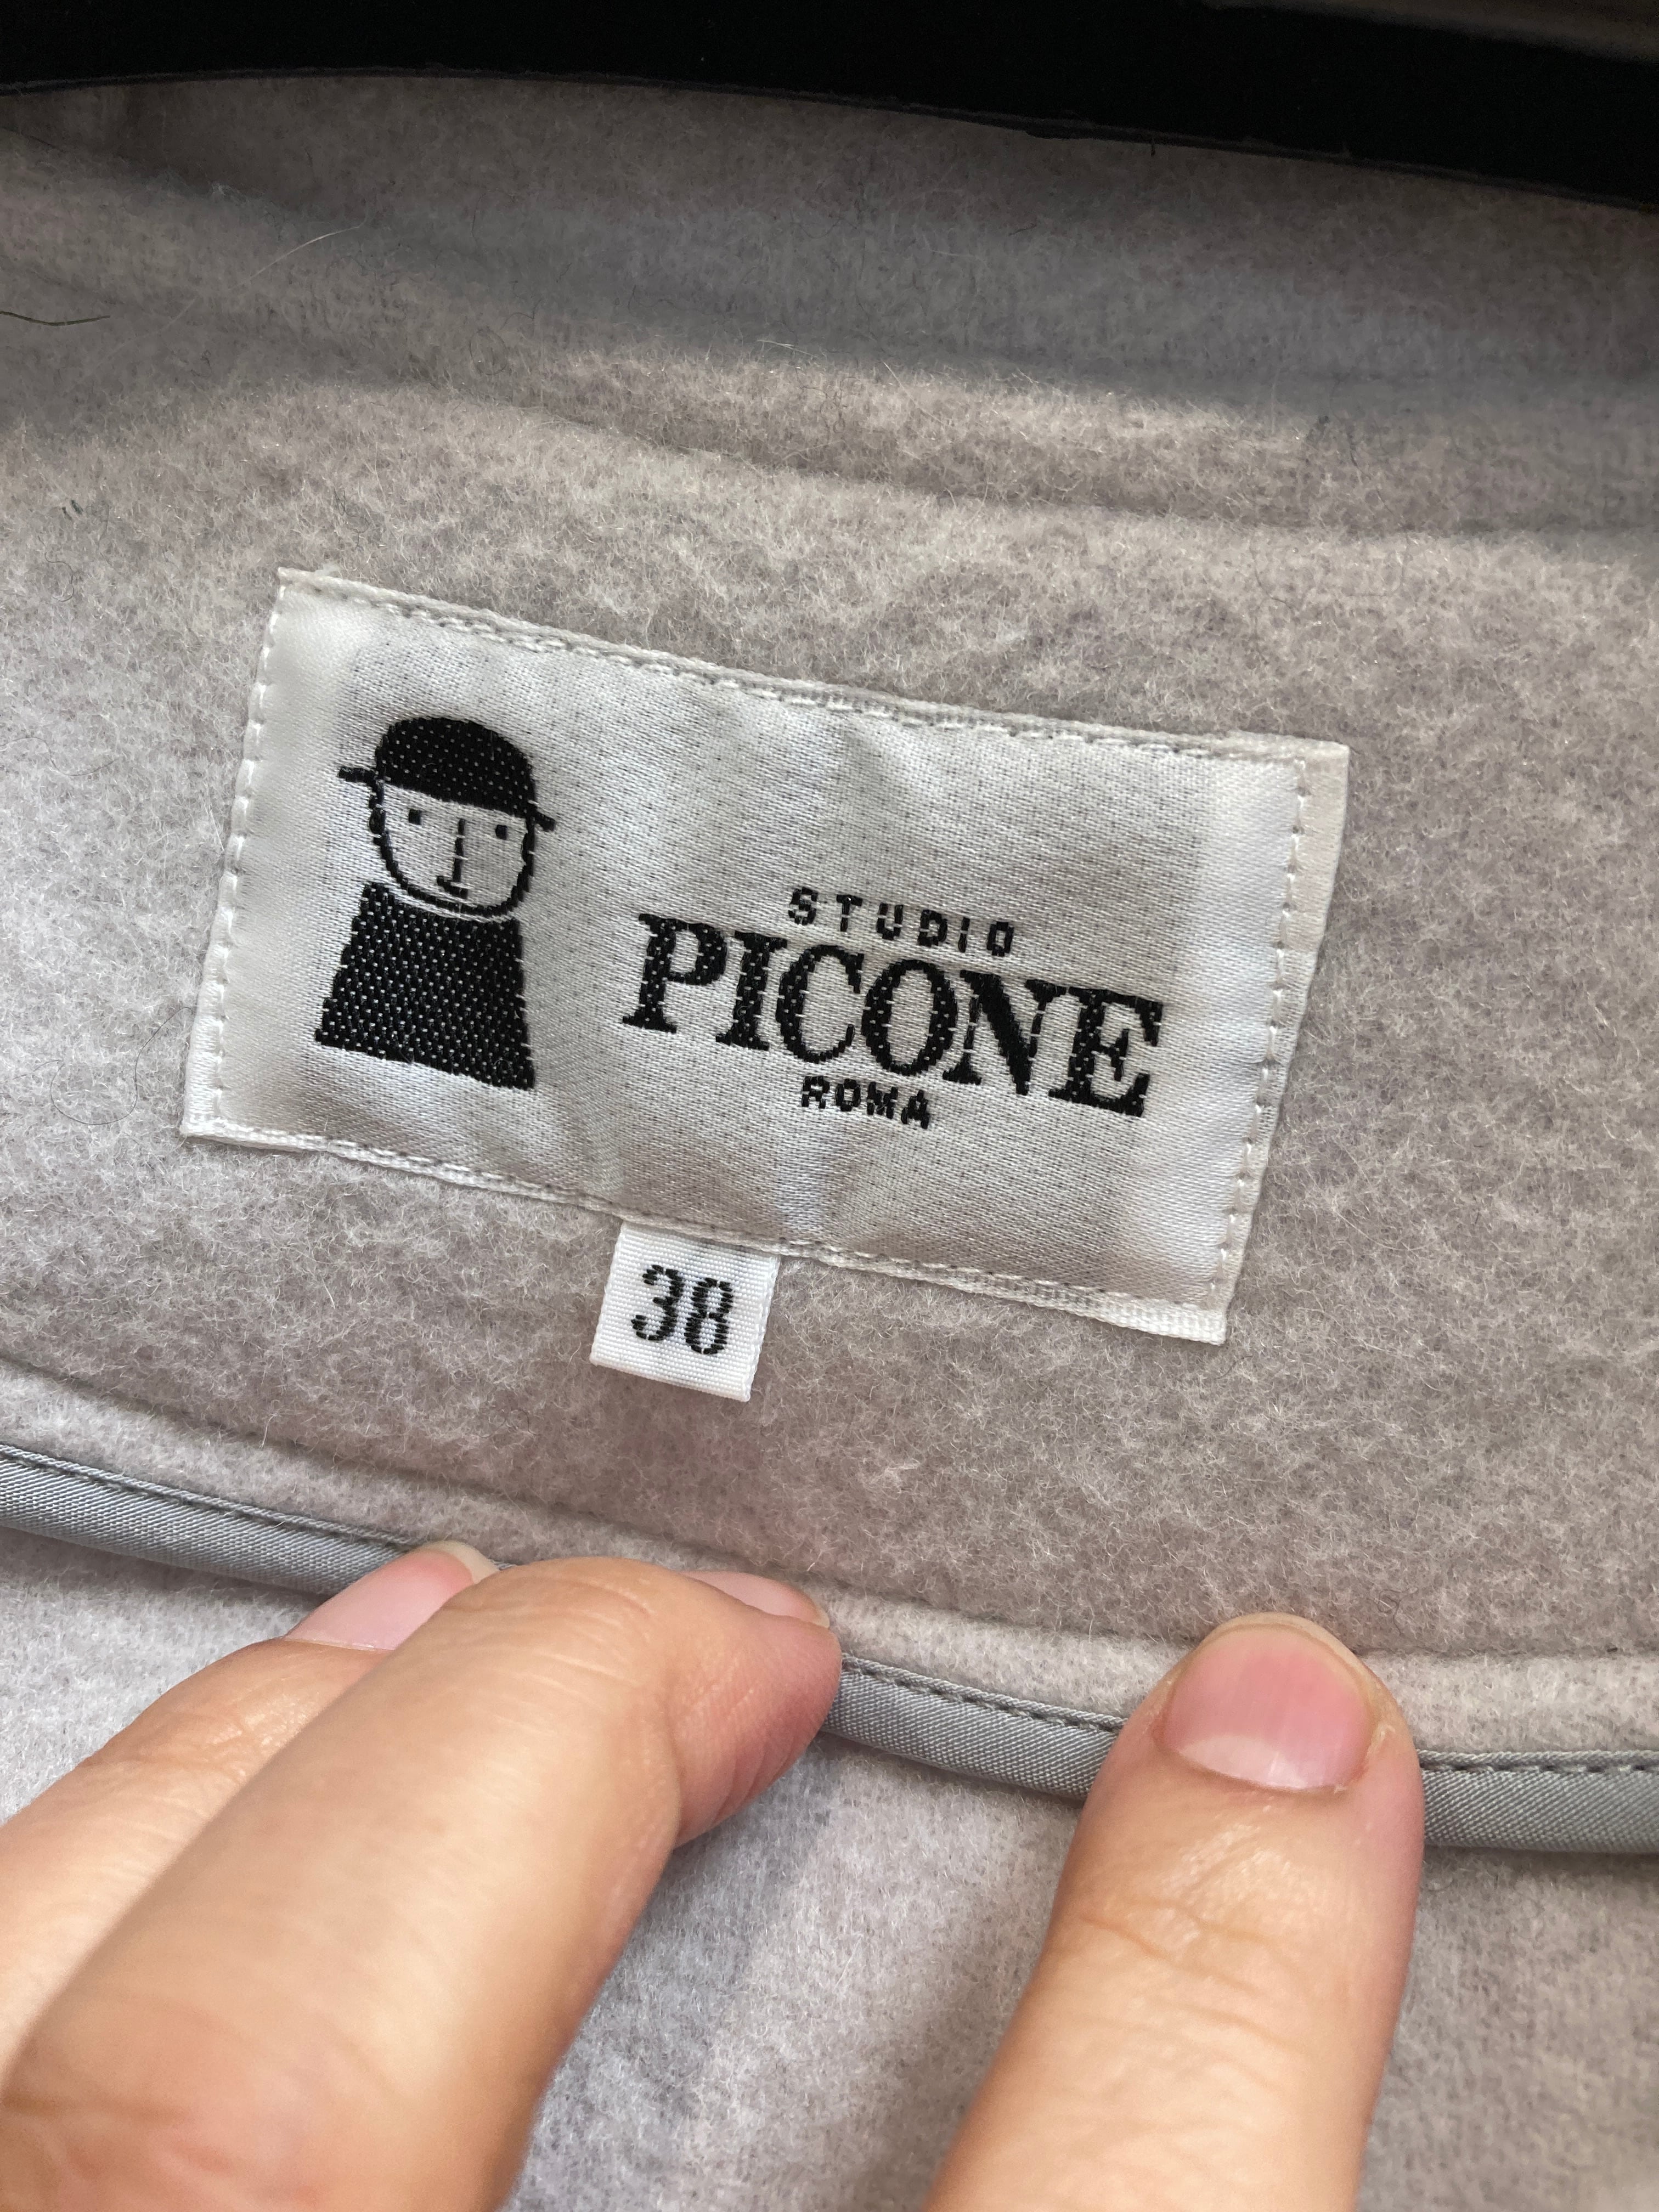 STUDIO
PICONE
ROMA
38